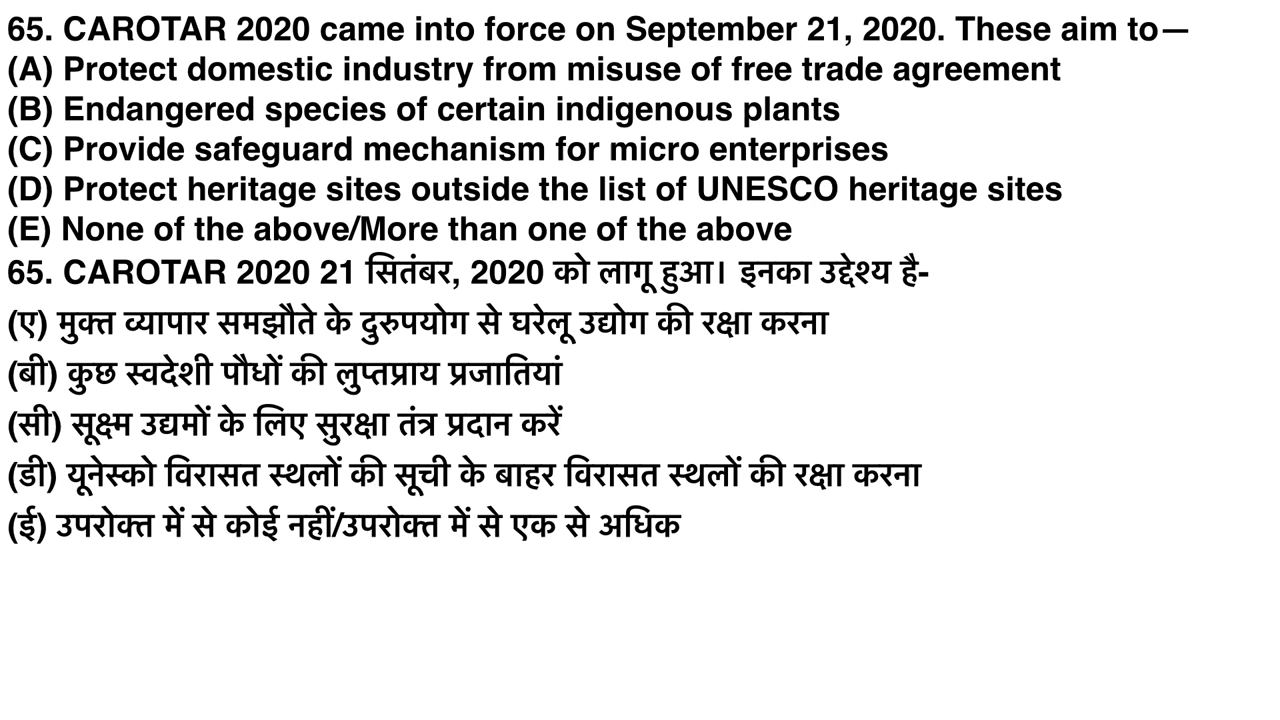 65. CAROTAR 2020 came into force on September 21, 2020. These aim to—
(A) Protect domestic industry from misuse of free trade agreement
(B) Endangered species of certain indigenous plants
(C) Provide safeguard mechanism for micro enterprises
(D) Protect heritage sites outside the list of UNESCO heritage sites
(E) None of the above/More than one of the above
65. CAROTAR 2020 21 सितंबर, 2020 को लागू हुआ। इनका उद्देश्य है-
(ए) मुक्त व्यापार समझौते के दुरुपयोग से घरेलू उद्योग की रक्षा करना
(बी) कुछ स्वदेशी पौधों की लुप्तप्राय प्रजातियां
(सी) सूक्ष्म उद्यमों के लिए सुरक्षा तंत्र प्रदान करें
(डी) यूनेस्को विरासत स्थलों की सूची के बाहर विरासत स्थलों की रक्षा करना
(ई) उपरोक्त में से कोई नहीं/उपरोक्त में से एक से अधिक